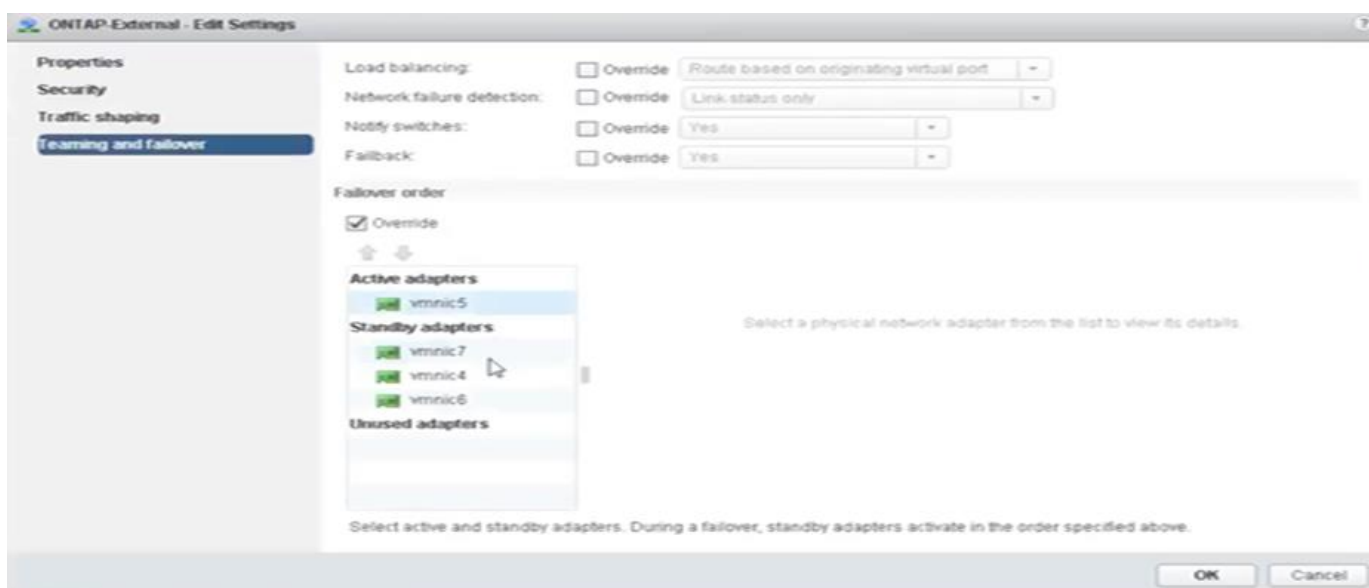 ONTAP-External - Edit Settings
?
Properties
Security
Traffic shaping
Teaming and failover
Load balancing: Override Route based on originating virtual port
Network failure detection: Override Link status only
Notify switches: Override Yes
Failback: Override Yes
Failover order
Override
Active adapters
vmnic5
Standby adapters
vmnic7
vmnic4
vmnic6
Unused adapters
Select a physical network adapter from the list to view its details.
Select active and standby adapters. During a failover, standby adapters activate in the order specified above.
OK Cancel